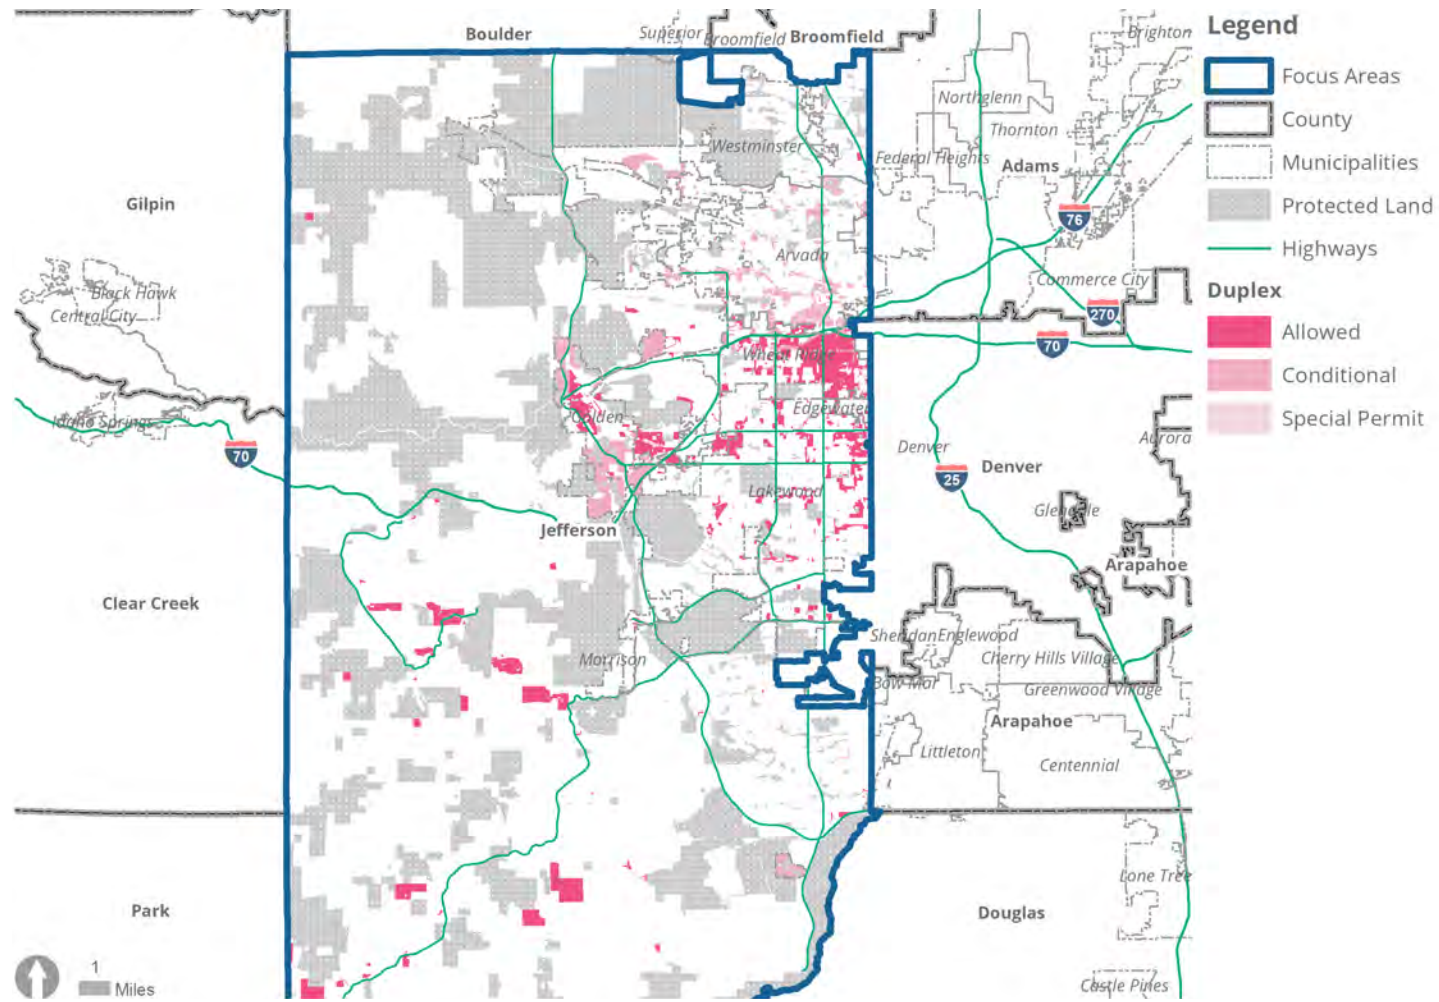 Boulder
Superior
Broomfield
Broomfield
Brighton
Northglenn
Thornton
Westminster
Federal Heights
Adams
Gilpin
76
Arvada
Black Hawk
Central City
Commerce City
270
70
Wheat Ridge
Idaho Springs
Golden
Edgewater
70
Denver
Aurora
Denver
25
Lakewood
Glendale
Jefferson
Arapahoe
Clear Creek
Sheridan
Englewood
Morrison
Cherry Hills Village
Bow Mar
Greenwood Village
Arapahoe
Littleton
Centennial
Lone Tree
Park
Douglas
Castle Pines
1
Miles
Legend
Focus Areas
County
Municipalities
Protected Land
Highways
Duplex
Allowed
Conditional
Special Permit